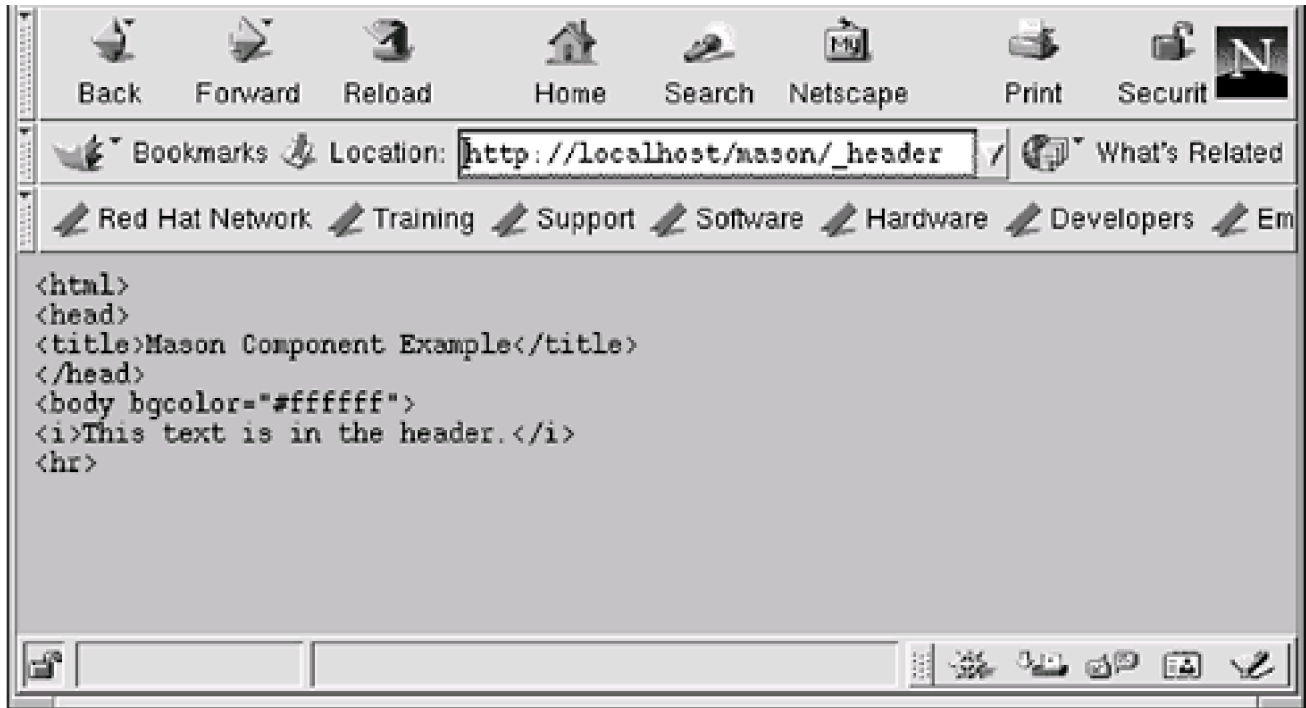 Back Forward Reload Home Search Netscape Print Securit
My
N
Bookmarks Location: http://localhost/mason/_header What's Related
Red Hat Network Training Support Software Hardware Developers Em
<html>
<head>
<title>Mason Component Example</title>
</head>
<body bgcolor="#ffffff">
<i>This text is in the header.</i>
<hr>